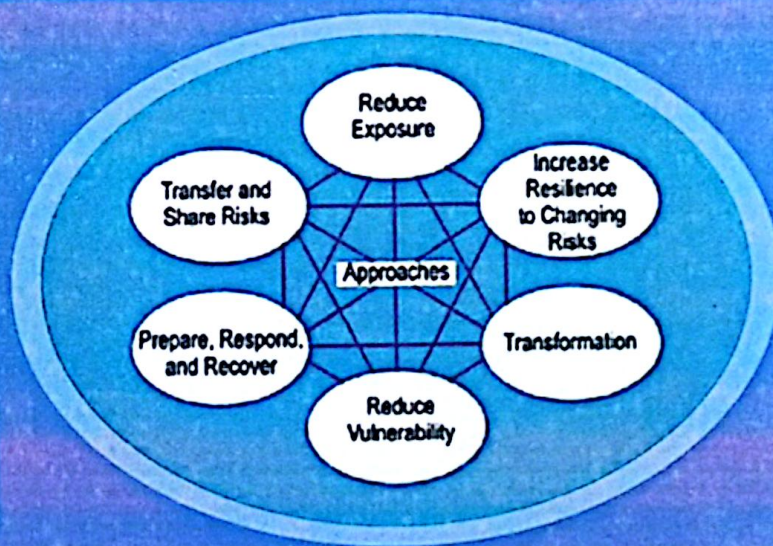 Reduce
Exposure
Increase
Resilience
to Changing
Risks
Transfer and
Share Risks
Approaches
Prepare, Respond,
and Recover
Transformation
Reduce
Vulnerability